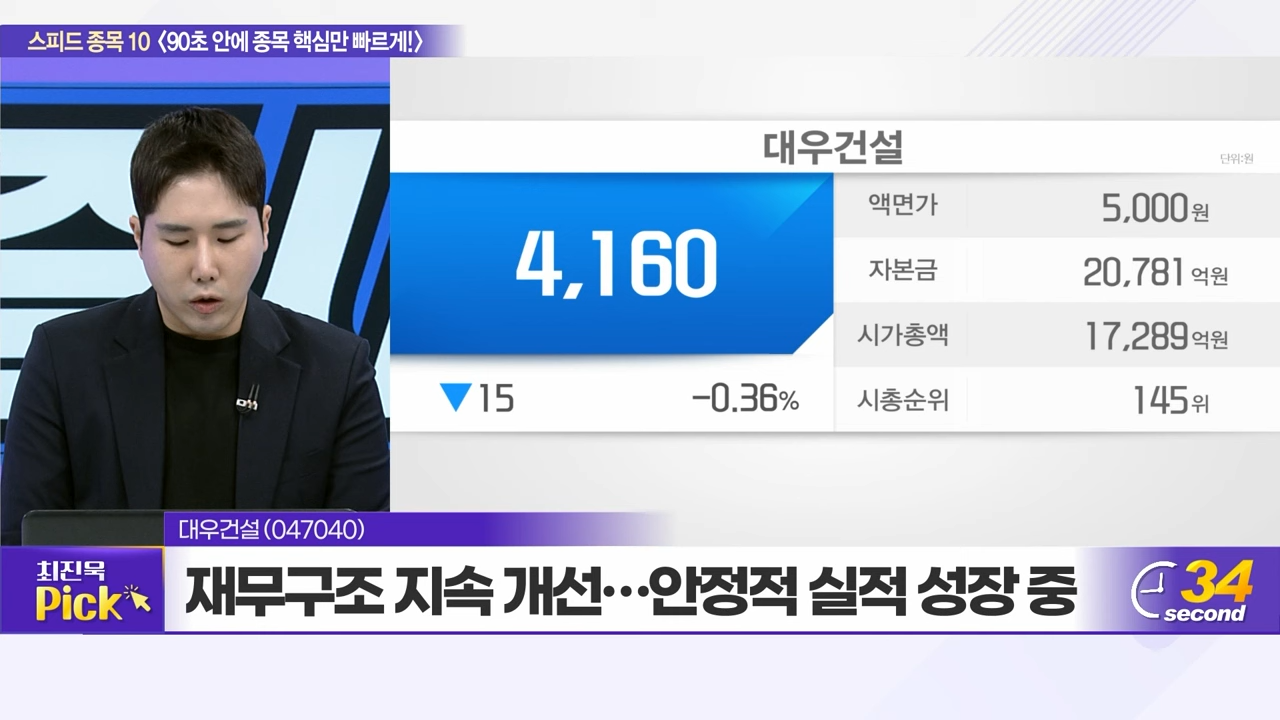 스피드 종목 10 〈90초 안에 종목 핵심만 빠르게!〉
대우건설
단위:원
4,160
▼15 -0.36%
액면가 5,000원
자본금 20,781억원
시가총액 17,289억원
시총순위 145위
대우건설(047040)
최진욱
Pick
재무구조 지속 개선…안정적 실적 성장 중
34
second